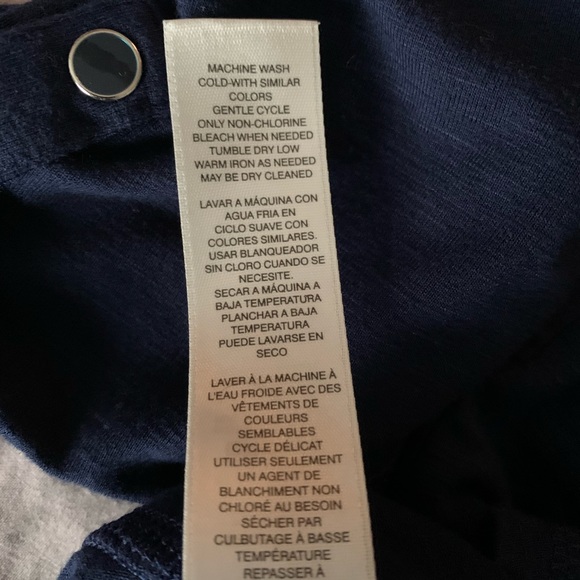 MACHINE WASH
COLD-WITH SIMILAR
COLORS
GENTLE CYCLE
ONLY NON-CHLORINE
BLEACH WHEN NEEDED
TUMBLE DRY LOW
WARM IRON AS NEEDED
MAY BE DRY CLEANED
LAVAR A MÁQUINA CON
AGUA FRIA EN
CICLO SUAVE CON
COLORES SIMILARES.
USAR BLANQUEADOR
SIN CLORO CUANDO SE
NECESITE.
SECAR A MÁQUINA A
BAJA TEMPERATURA
PLANCHAR A BAJA
TEMPERATURA
PUEDE LAVARSE EN
SECO
LAVER À LA MACHINE À
L'EAU FROIDE AVEC DES
VÊTEMENTS DE
COULEURS
SEMBLABLES
CYCLE DÉLICAT
UTILISER SEULEMENT
UN AGENT DE
BLANCHIMENT NON
CHLORÉ AU BESOIN
SÉCHER PAR
CULBUTAGE À BASSE
TEMPÉRATURE
REPASSER À